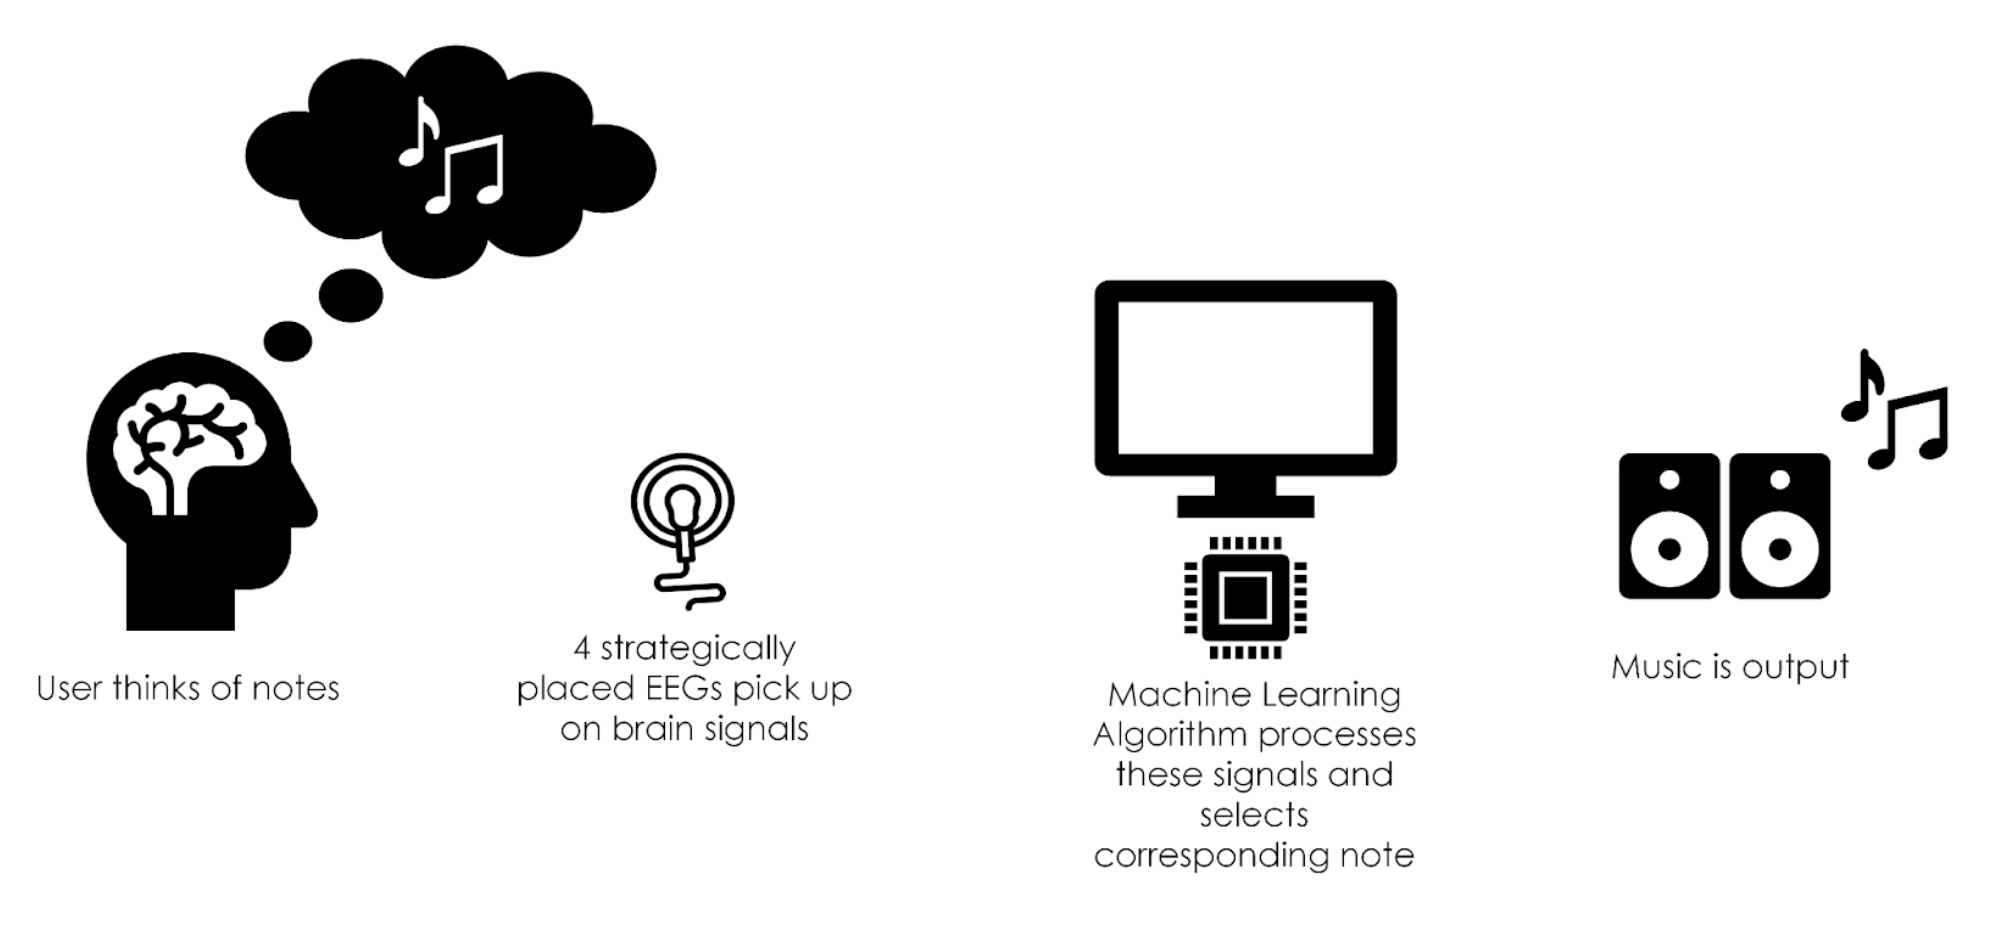 User thinks of notes
4 strategically
placed EEGs pick up
on brain signals
Machine Learning
Algorithm processes
these signals and
selects
corresponding note
Music is output